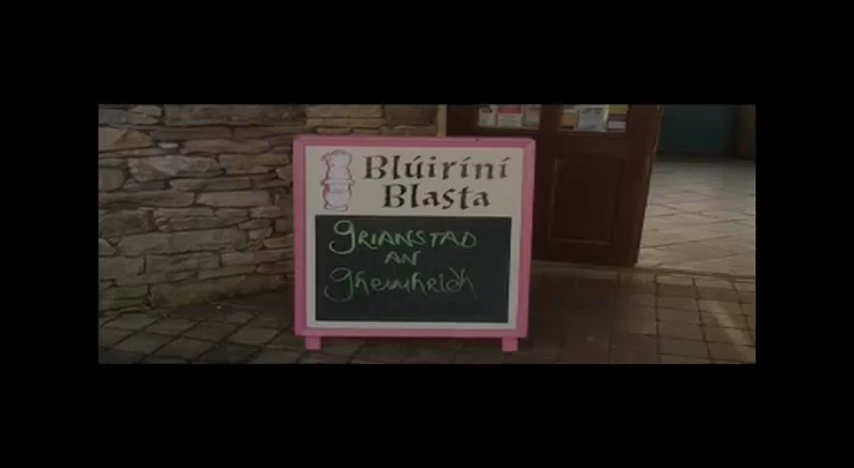 Blúiríní
Blasta
GRIANSTAD
AN
gheimhridh